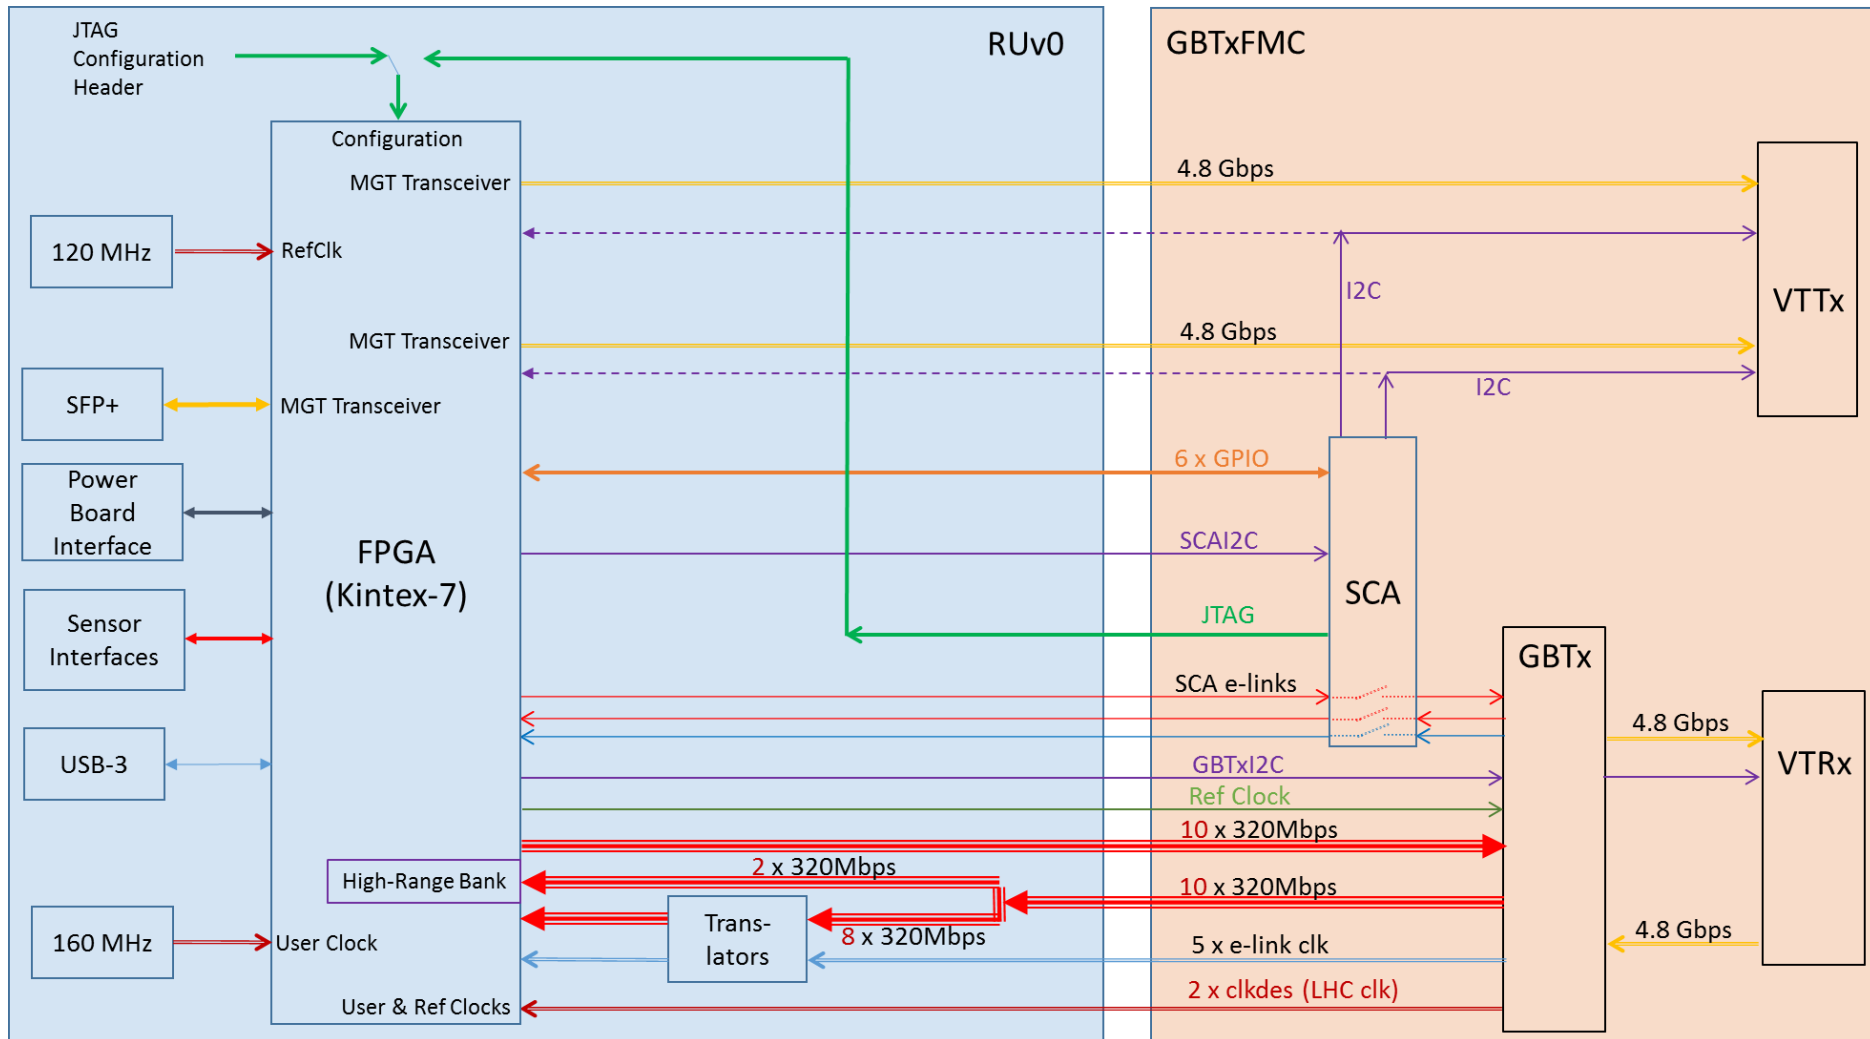 JTAG
Configuration
Header
RUv0
GBTxFMC
Configuration
MGT Transceiver
4.8 Gbps
120 MHz
RefClk
I2C
VTTx
MGT Transceiver
4.8 Gbps
I2C
SFP+
MGT Transceiver
6 x GPIO
Power
Board
Interface
FPGA
(Kintex-7)
SCAI2C
SCA
Sensor
Interfaces
JTAG
GBTx
SCA e-links
4.8 Gbps
USB-3
GBTxI2C
VTRx
Ref Clock
10 x 320Mbps
2 x 320Mbps
High-Range Bank
10 x 320Mbps
Trans-
lators
8 x 320Mbps
160 MHz
User Clock
5 x e-link clk
4.8 Gbps
2 x clkdes (LHC clk)
User & Ref Clocks